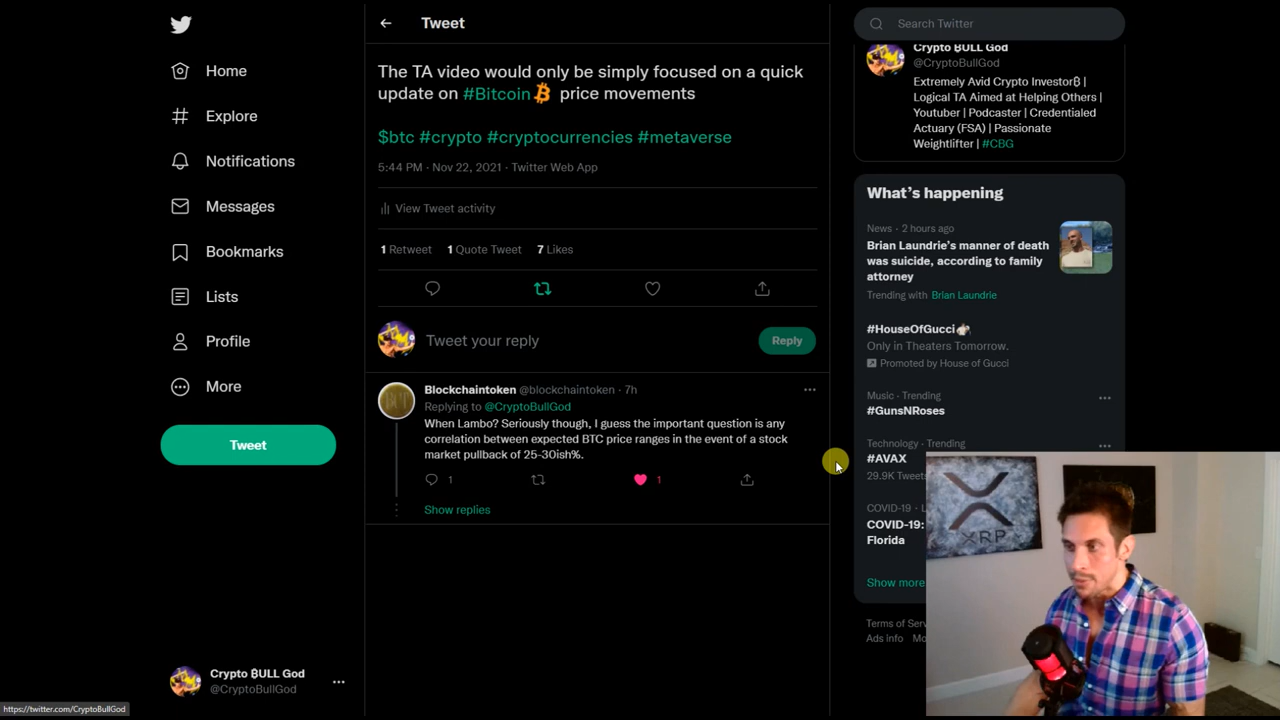 Home
Explore
Notifications
Messages
Bookmarks
Lists
Profile
More
Tweet
Crypto ₿ULL God
@CryptoBullGod
https://twitter.com/CryptoBullGod
Tweet
The TA video would only be simply focused on a quick
update on #Bitcoin price movements
$btc #crypto #cryptocurrencies #metaverse
5:44 PM · Nov 22, 2021 · Twitter Web App
View Tweet activity
1 Retweet 1 Quote Tweet 7 Likes
Tweet your reply
Reply
Blockchaintoken @blockchaintoken · 7h
Replying to @CryptoBullGod
When Lambo? Seriously though, I guess the important question is any
correlation between expected BTC price ranges in the event of a stock
market pullback of 25-30ish%.
1 1
Show replies
Search Twitter
Crypto ₿ULL God
@CryptoBullGod
Extremely Avid Crypto Investor₿ |
Logical TA Aimed at Helping Others |
Youtuber | Podcaster | Credentialed
Actuary (FSA) | Passionate
Weightlifter | #CBG
What's happening
News · 2 hours ago
Brian Laundrie's manner of death
was suicide, according to family
attorney
Trending with Brian Laundrie
#HouseOfGucci
Only in Theaters Tomorrow.
Promoted by House of Gucci
Music · Trending
#GunsNRoses
Technology · Trending
#AVAX
29.9K Tweets
COVID-19
COVID-19:
Florida
Show more
Terms of
Ads info
XRP